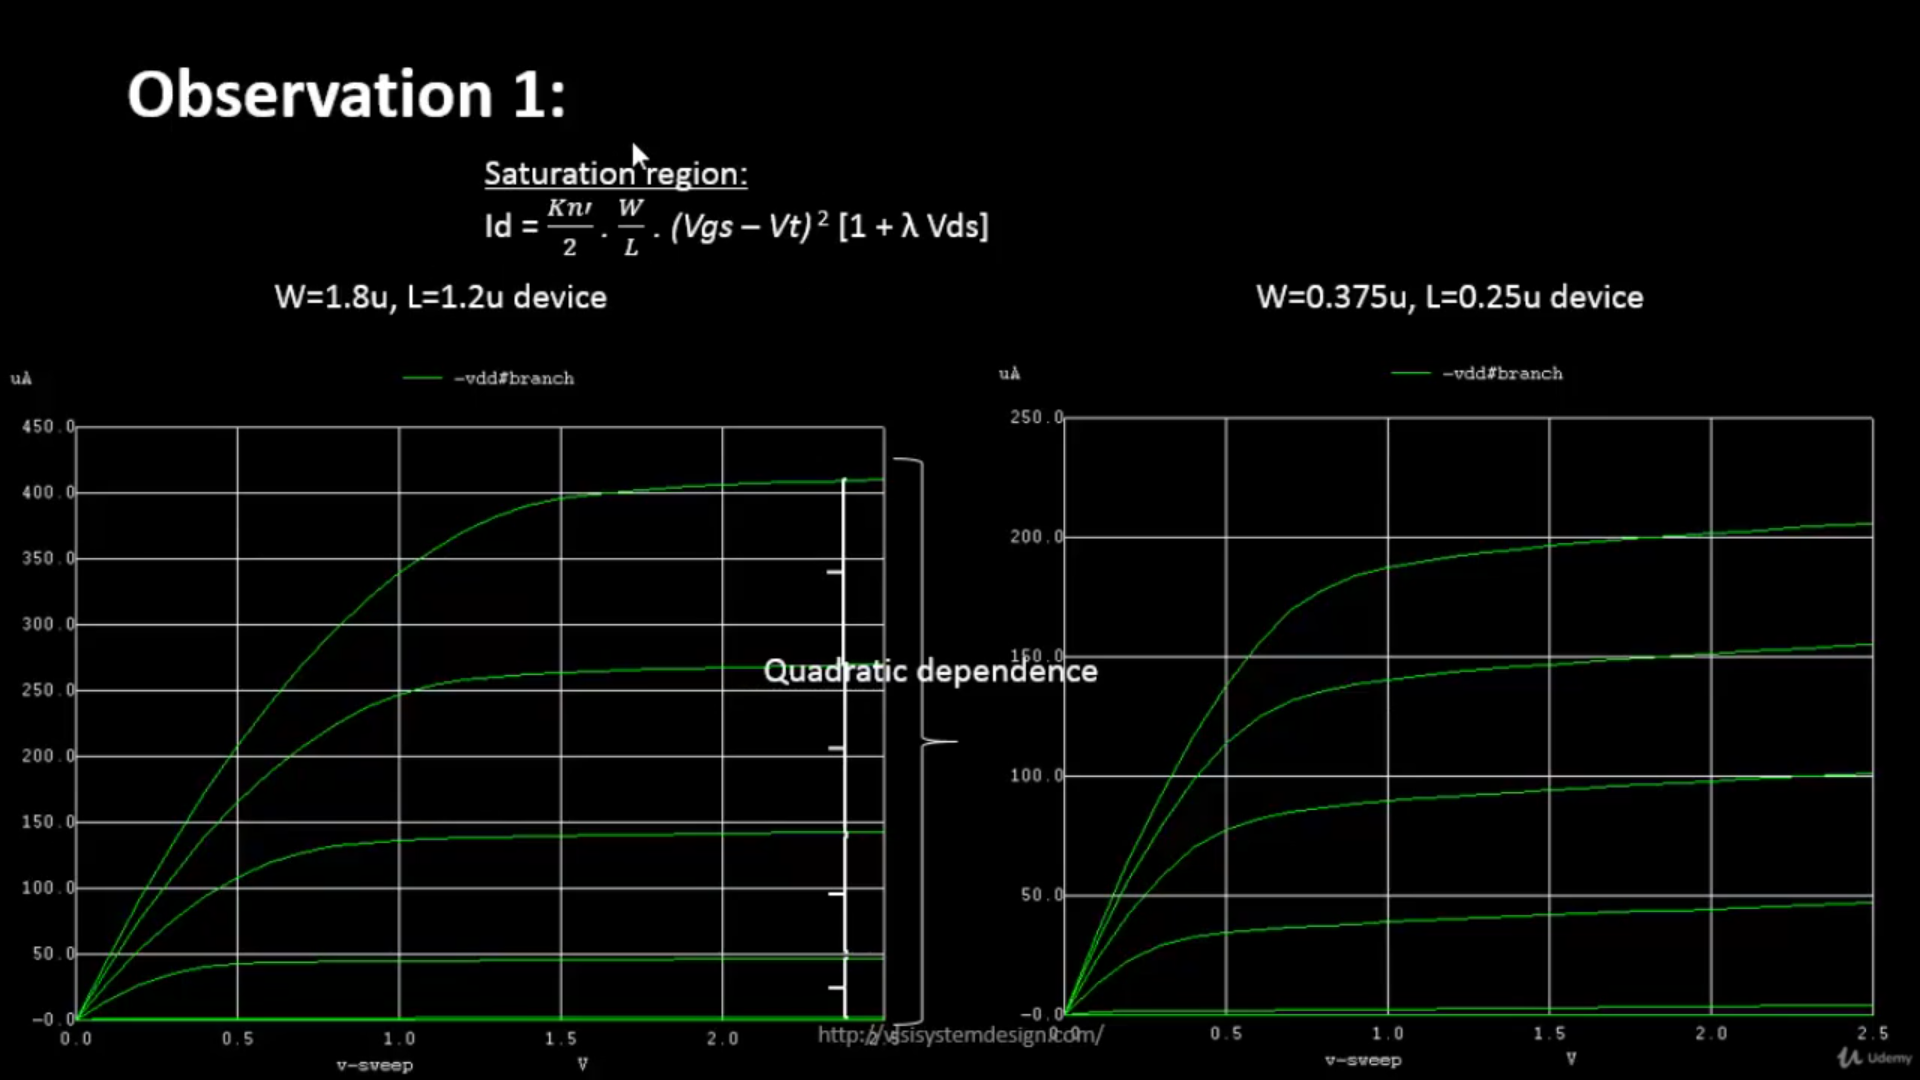 Observation 1:
Saturation region:
Id = Kn′/2 . W/L . (Vgs – Vt)² [1 + λ Vds]
W=1.8u, L=1.2u device
W=0.375u, L=0.25u device
uA
-vdd#branch
450.0
400.0
350.0
300.0
250.0
200.0
150.0
100.0
50.0
-0.0
0.0 0.5 1.0 1.5 2.0 2.5
v-sweep V
Quadratic dependence
uA
-vdd#branch
250.0
200.0
150.0
100.0
50.0
-0.0
0.0 0.5 1.0 1.5 2.0 2.5
v-sweep V
http://vlsisystemdesign.com/
Udemy